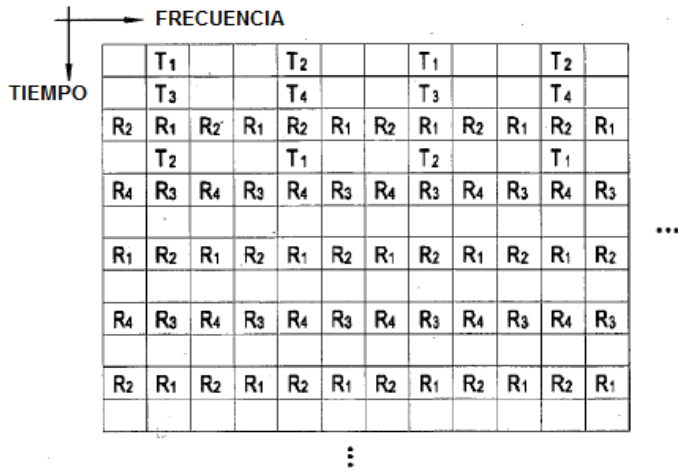 FRECUENCIA
TIEMPO
T1 T2 T1 T2
T3 T4 T3 T4
R2 R1 R2 R1 R2 R1 R2 R1 R2 R1 R2 R1
T2 T1 T2 T1
R4 R3 R4 R3 R4 R3 R4 R3 R4 R3 R4 R3
...
R1 R2 R1 R2 R1 R2 R1 R2 R1 R2 R1 R2
R4 R3 R4 R3 R4 R3 R4 R3 R4 R3 R4 R3
R2 R1 R2 R1 R2 R1 R2 R1 R2 R1 R2 R1